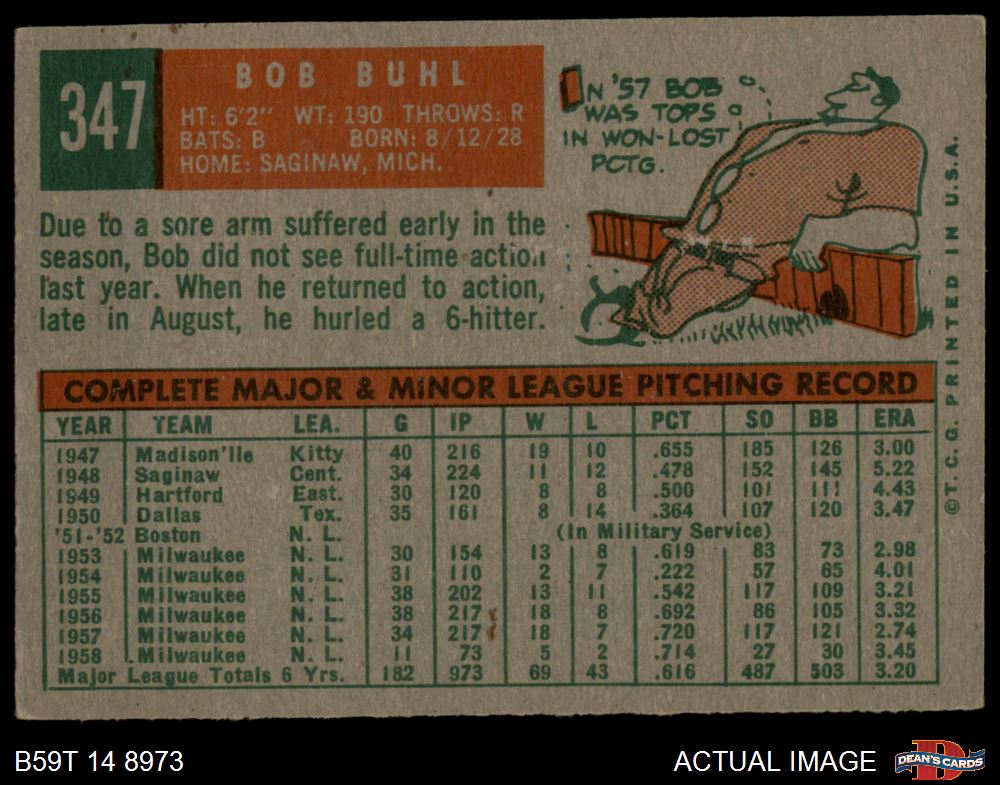 347
BOB BUHL
HT: 6'2" WT: 190 THROWS: R
BATS: B BORN: 8/12/28
HOME: SAGINAW, MICH.
IN '57 BOB
WAS TOPS
IN WON-LOST
PCTG.
Due to a sore arm suffered early in the
season, Bob did not see full-time action
last year. When he returned to action,
late in August, he hurled a 6-hitter.
COMPLETE MAJOR & MINOR LEAGUE PITCHING RECORD
YEAR TEAM LEA. G IP W L PCT SO BB ERA
1947 Madison'lle Kitty 40 216 19 10 .655 185 126 3.00
1948 Saginaw Cent. 34 224 11 12 .478 152 145 5.22
1949 Hartford East. 30 120 8 8 .500 101 111 4.43
1950 Dallas Tex. 35 161 8 14 .364 107 120 3.47
'51-'52 Boston N. L. (In Military Service)
1953 Milwaukee N. L. 30 154 13 8 .619 83 73 2.98
1954 Milwaukee N. L. 31 110 2 7 .222 57 65 4.01
1955 Milwaukee N. L. 38 202 13 11 .542 117 109 3.21
1956 Milwaukee N. L. 38 217 18 8 .692 86 105 3.32
1957 Milwaukee N. L. 34 217 18 7 .720 117 121 2.74
1958 Milwaukee N. L. 11 73 5 2 .714 27 30 3.45
Major League Totals 6 Yrs. 182 973 69 43 .616 487 503 3.20
© T. C. G. PRINTED IN U.S.A.
B59T 14 8973
ACTUAL IMAGE
DEAN'S CARDS